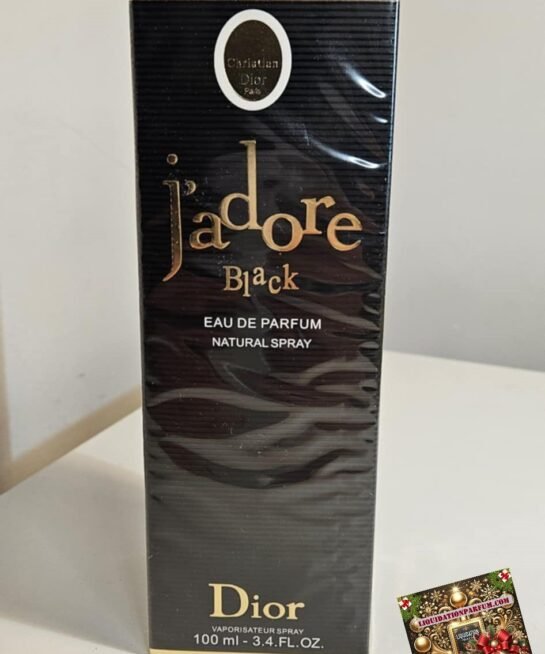 Christian
Dior
Paris
j'adore
Black
EAU DE PARFUM
NATURAL SPRAY
Dior
VAPORISATEUR SPRAY
100 ml - 3.4.FL.OZ.
LIQUIDATIONPARFUM.COM
LIQUIDATION